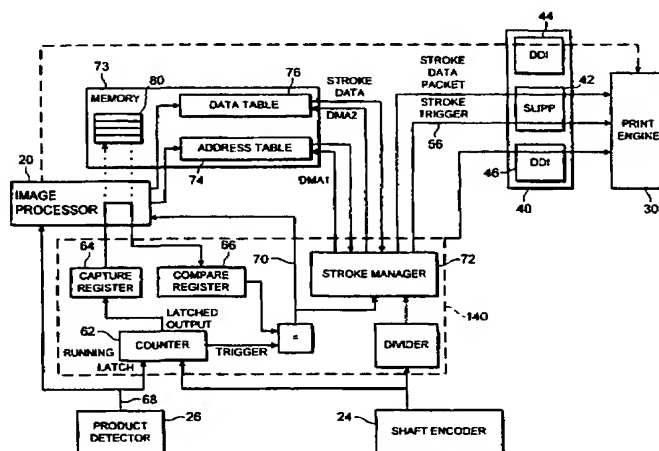 44
73
80
76
STROKE
DATA
PACKET
DDI
42
MEMORY
DATA TABLE
STROKE
DATA
STROKE
TRIGGER
SLIPP
DMA2
56
PRINT
ENGINE
ADDRESS TABLE
20
74
DMA1
46
DDI
IMAGE
PROCESSOR
40
30
64
66
70
CAPTURE
REGISTER
COMPARE
REGISTER
STROKE MANAGER
72
LATCHED
OUTPUT
62
COUNTER
=
140
RUNNING
LATCH
TRIGGER
DIVIDER
68
26
24
PRODUCT
DETECTOR
SHAFT ENCODER